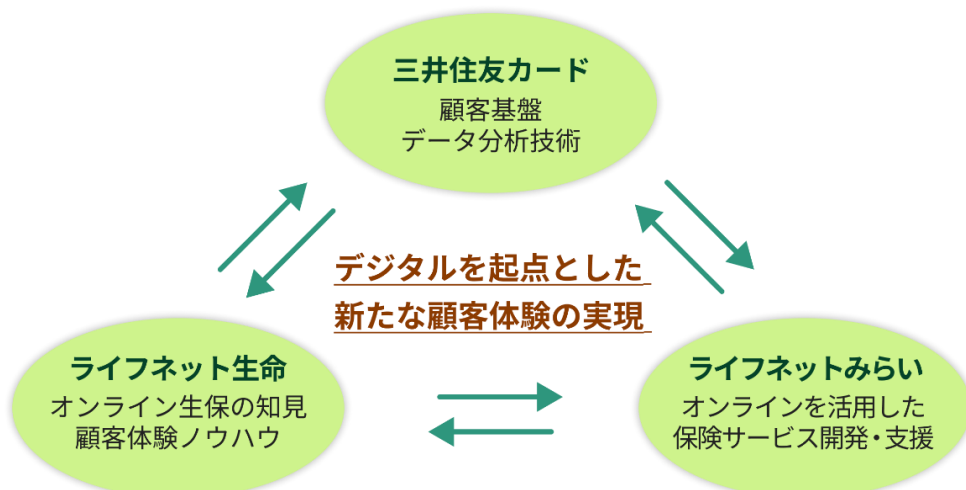 三井住友カード
顧客基盤
データ分析技術
デジタルを起点とした
新たな顧客体験の実現
ライフネット生命
オンライン生保の知見
顧客体験ノウハウ
ライフネットみらい
オンラインを活用した
保険サービス開発・支援